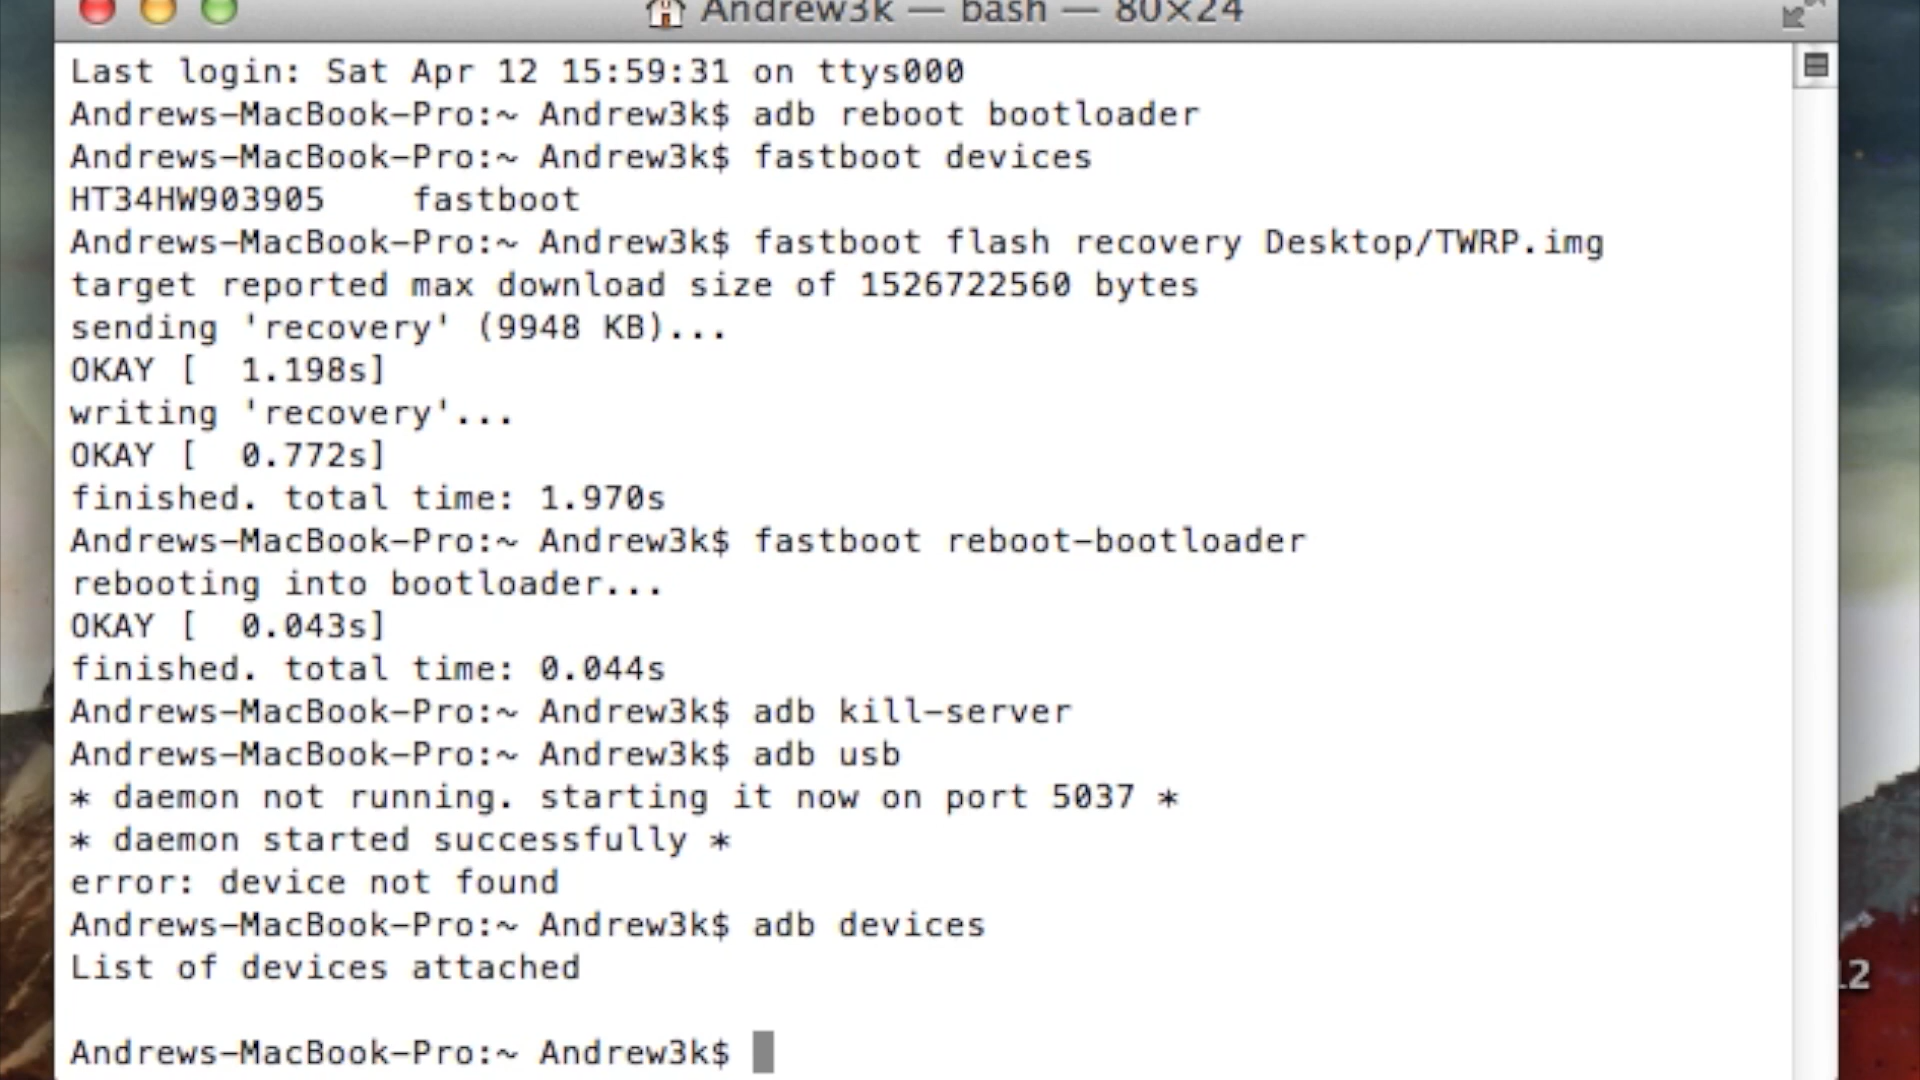 Andrew3k — bash — 80×24
Last login: Sat Apr 12 15:59:31 on ttys000
Andrews-MacBook-Pro:~ Andrew3k$ adb reboot bootloader
Andrews-MacBook-Pro:~ Andrew3k$ fastboot devices
HT34HW903905    fastboot
Andrews-MacBook-Pro:~ Andrew3k$ fastboot flash recovery Desktop/TWRP.img
target reported max download size of 1526722560 bytes
sending 'recovery' (9948 KB)...
OKAY [  1.198s]
writing 'recovery'...
OKAY [  0.772s]
finished. total time: 1.970s
Andrews-MacBook-Pro:~ Andrew3k$ fastboot reboot-bootloader
rebooting into bootloader...
OKAY [  0.043s]
finished. total time: 0.044s
Andrews-MacBook-Pro:~ Andrew3k$ adb kill-server
Andrews-MacBook-Pro:~ Andrew3k$ adb usb
* daemon not running. starting it now on port 5037 *
* daemon started successfully *
error: device not found
Andrews-MacBook-Pro:~ Andrew3k$ adb devices
List of devices attached
Andrews-MacBook-Pro:~ Andrew3k$